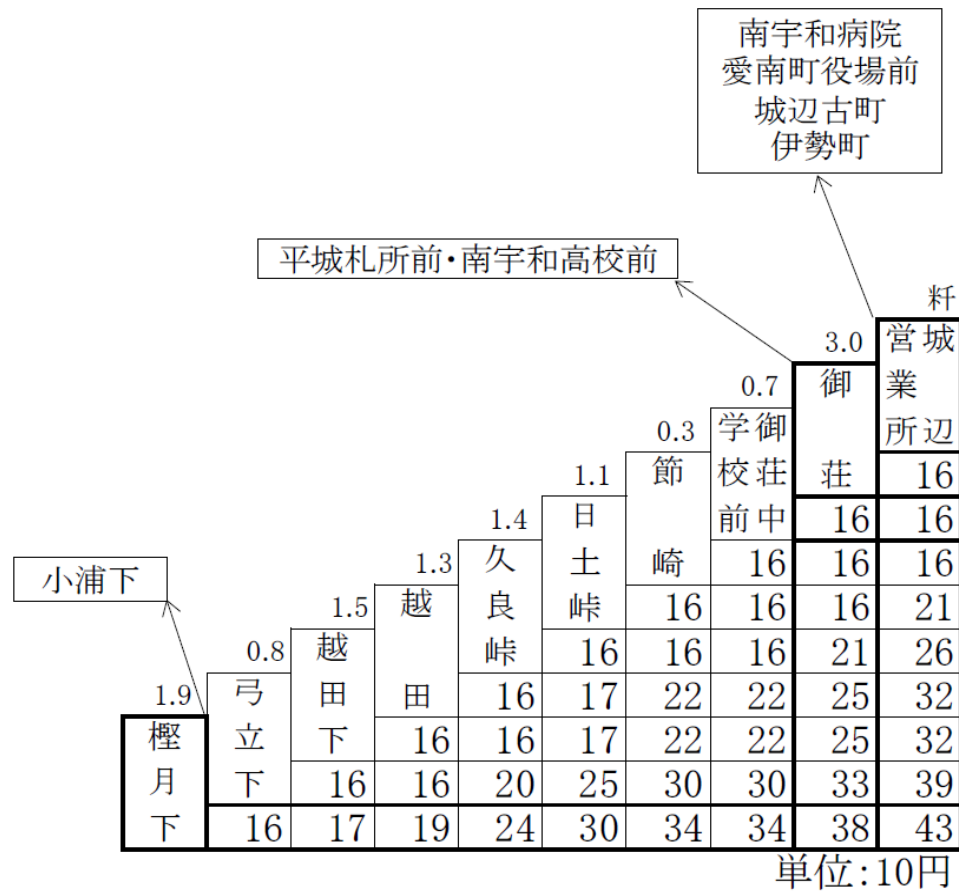 南宇和病院
愛南町役場前
城辺古町
伊勢町
平城札所前・南宇和高校前
小浦下
粁
3.0
0.7
0.3
1.1
1.4
1.3
1.5
0.8
1.9
城辺営業所
御荘
御荘中学校前
節崎
日土峠
久良峠
越田
越田下
弓立下
樫月下
16
16 16
16 16 16
16 16 16 21
16 16 16 21 26
16 17 22 22 25 32
16 16 17 22 22 25 32
16 16 20 25 30 30 33 39
16 17 19 24 30 34 34 38 43
単位:10円